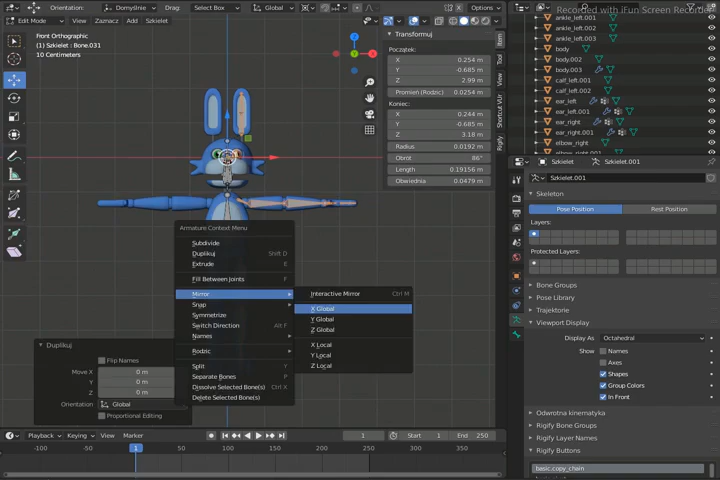 Orientation:
Domyślnie
Drag:
Select Box
Global
Recorded with iFun Screen Recorder
Edit Mode
View
Zaznacz
Add
Szkielet
Front Orthographic
(1) Szkielet : Bone.031
10 Centimeters
Transformuj
Początek:
X 0.254 m
Y -0.685 m
Z 2.99 m
Promień (Rodzic) 0.0254 m
Koniec:
X 0.244 m
Y -0.685 m
Z 3.18 m
Radius 0.0192 m
Obrót 86°
Length 0.19156 m
Obwiednia 0.0479 m
Item
Tool
View
Shortcut VUr
Rigify
ankle_left.001
ankle_left.002
ankle_left.003
body
body.002
body.003
calf_left.001
calf_left.002
ear_left
ear_left.001
ear_right
ear_right.001
elbow_right
Szkielet
Szkielet.001
Szkielet.001
Skeleton
Pose Position
Rest Position
Layers:
Protected Layers:
Bone Groups
Pose Library
Trajektorie
Viewport Display
Display As Octahedral
Show Names
Axes
Shapes
Group Colors
In Front
Odwrotna kinematyka
Rigify Bone Groups
Rigify Layer Names
Rigify Buttons
basic.copy_chain
Armature Context Menu
Subdivide
Duplikuj Shift D
Extrude E
Fill Between Joints F
Mirror
Snap
Symmetrize
Switch Direction Alt F
Names
Rodzic
Split Y
Separate Bones P
Dissolve Selected Bone(s) Ctrl X
Delete Selected Bone(s)
Interactive Mirror Ctrl M
X Global
Y Global
Z Global
X Local
Y Local
Z Local
Duplikuj
Flip Names
Move X 0 m
Y 0 m
Z 0 m
Orientation Global
Proportional Editing
Playback
Keying
View
Marker
1
Start 1
End 250
-100
-50
1
50
100
150
200
250
300
350